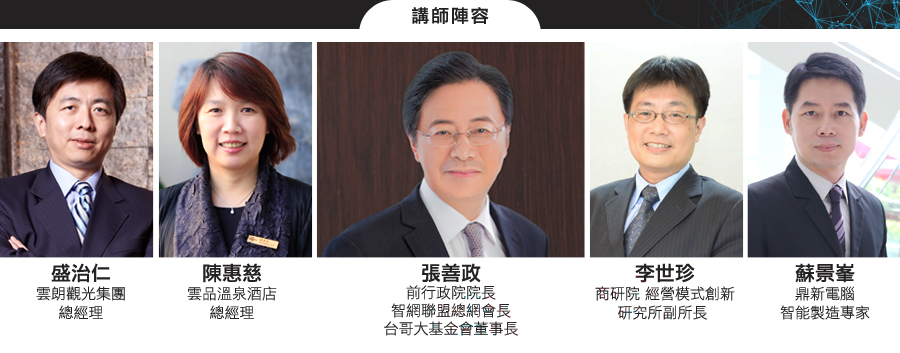 講師陣容
盛治仁
雲朗觀光集團
總經理
陳惠慈
雲品溫泉酒店
總經理
張善政
前行政院院長
智網聯盟總網會長
台哥大基金會董事長
李世珍
商研院 經營模式創新
研究所副所長
蘇景峯
鼎新電腦
智能製造專家